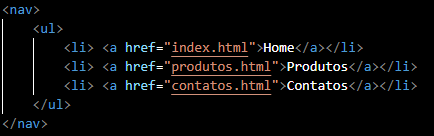 <nav>
<ul>
<li> <a href="index.html">Home</a></li>
<li> <a href="produtos.html">Produtos</a></li>
<li> <a href="contatos.html">Contatos</a></li>
</ul>
</nav>